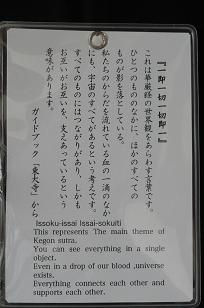 『一即一切一切即一』
これは華厳経の世界観をあらわす言葉です。
ひとつのもののなかに、ほかのすべての
ものが影を落としている。
私たちのからだを流れている血の一滴のなか
にも、宇宙のすべてがあるという考えです。
すべてのものにはつながりがあり、しかも
お互いがお互いを、支えあっているという
意味があります。
ガイドブック「東大寺」から
Issoku-issai Issai-sokuiti
This represents The main theme of
Kegon sutra.
You can see everything in a single
object.
Even in a drop of our blood ,universe
exists.
Everything connects each other and
supports each other.